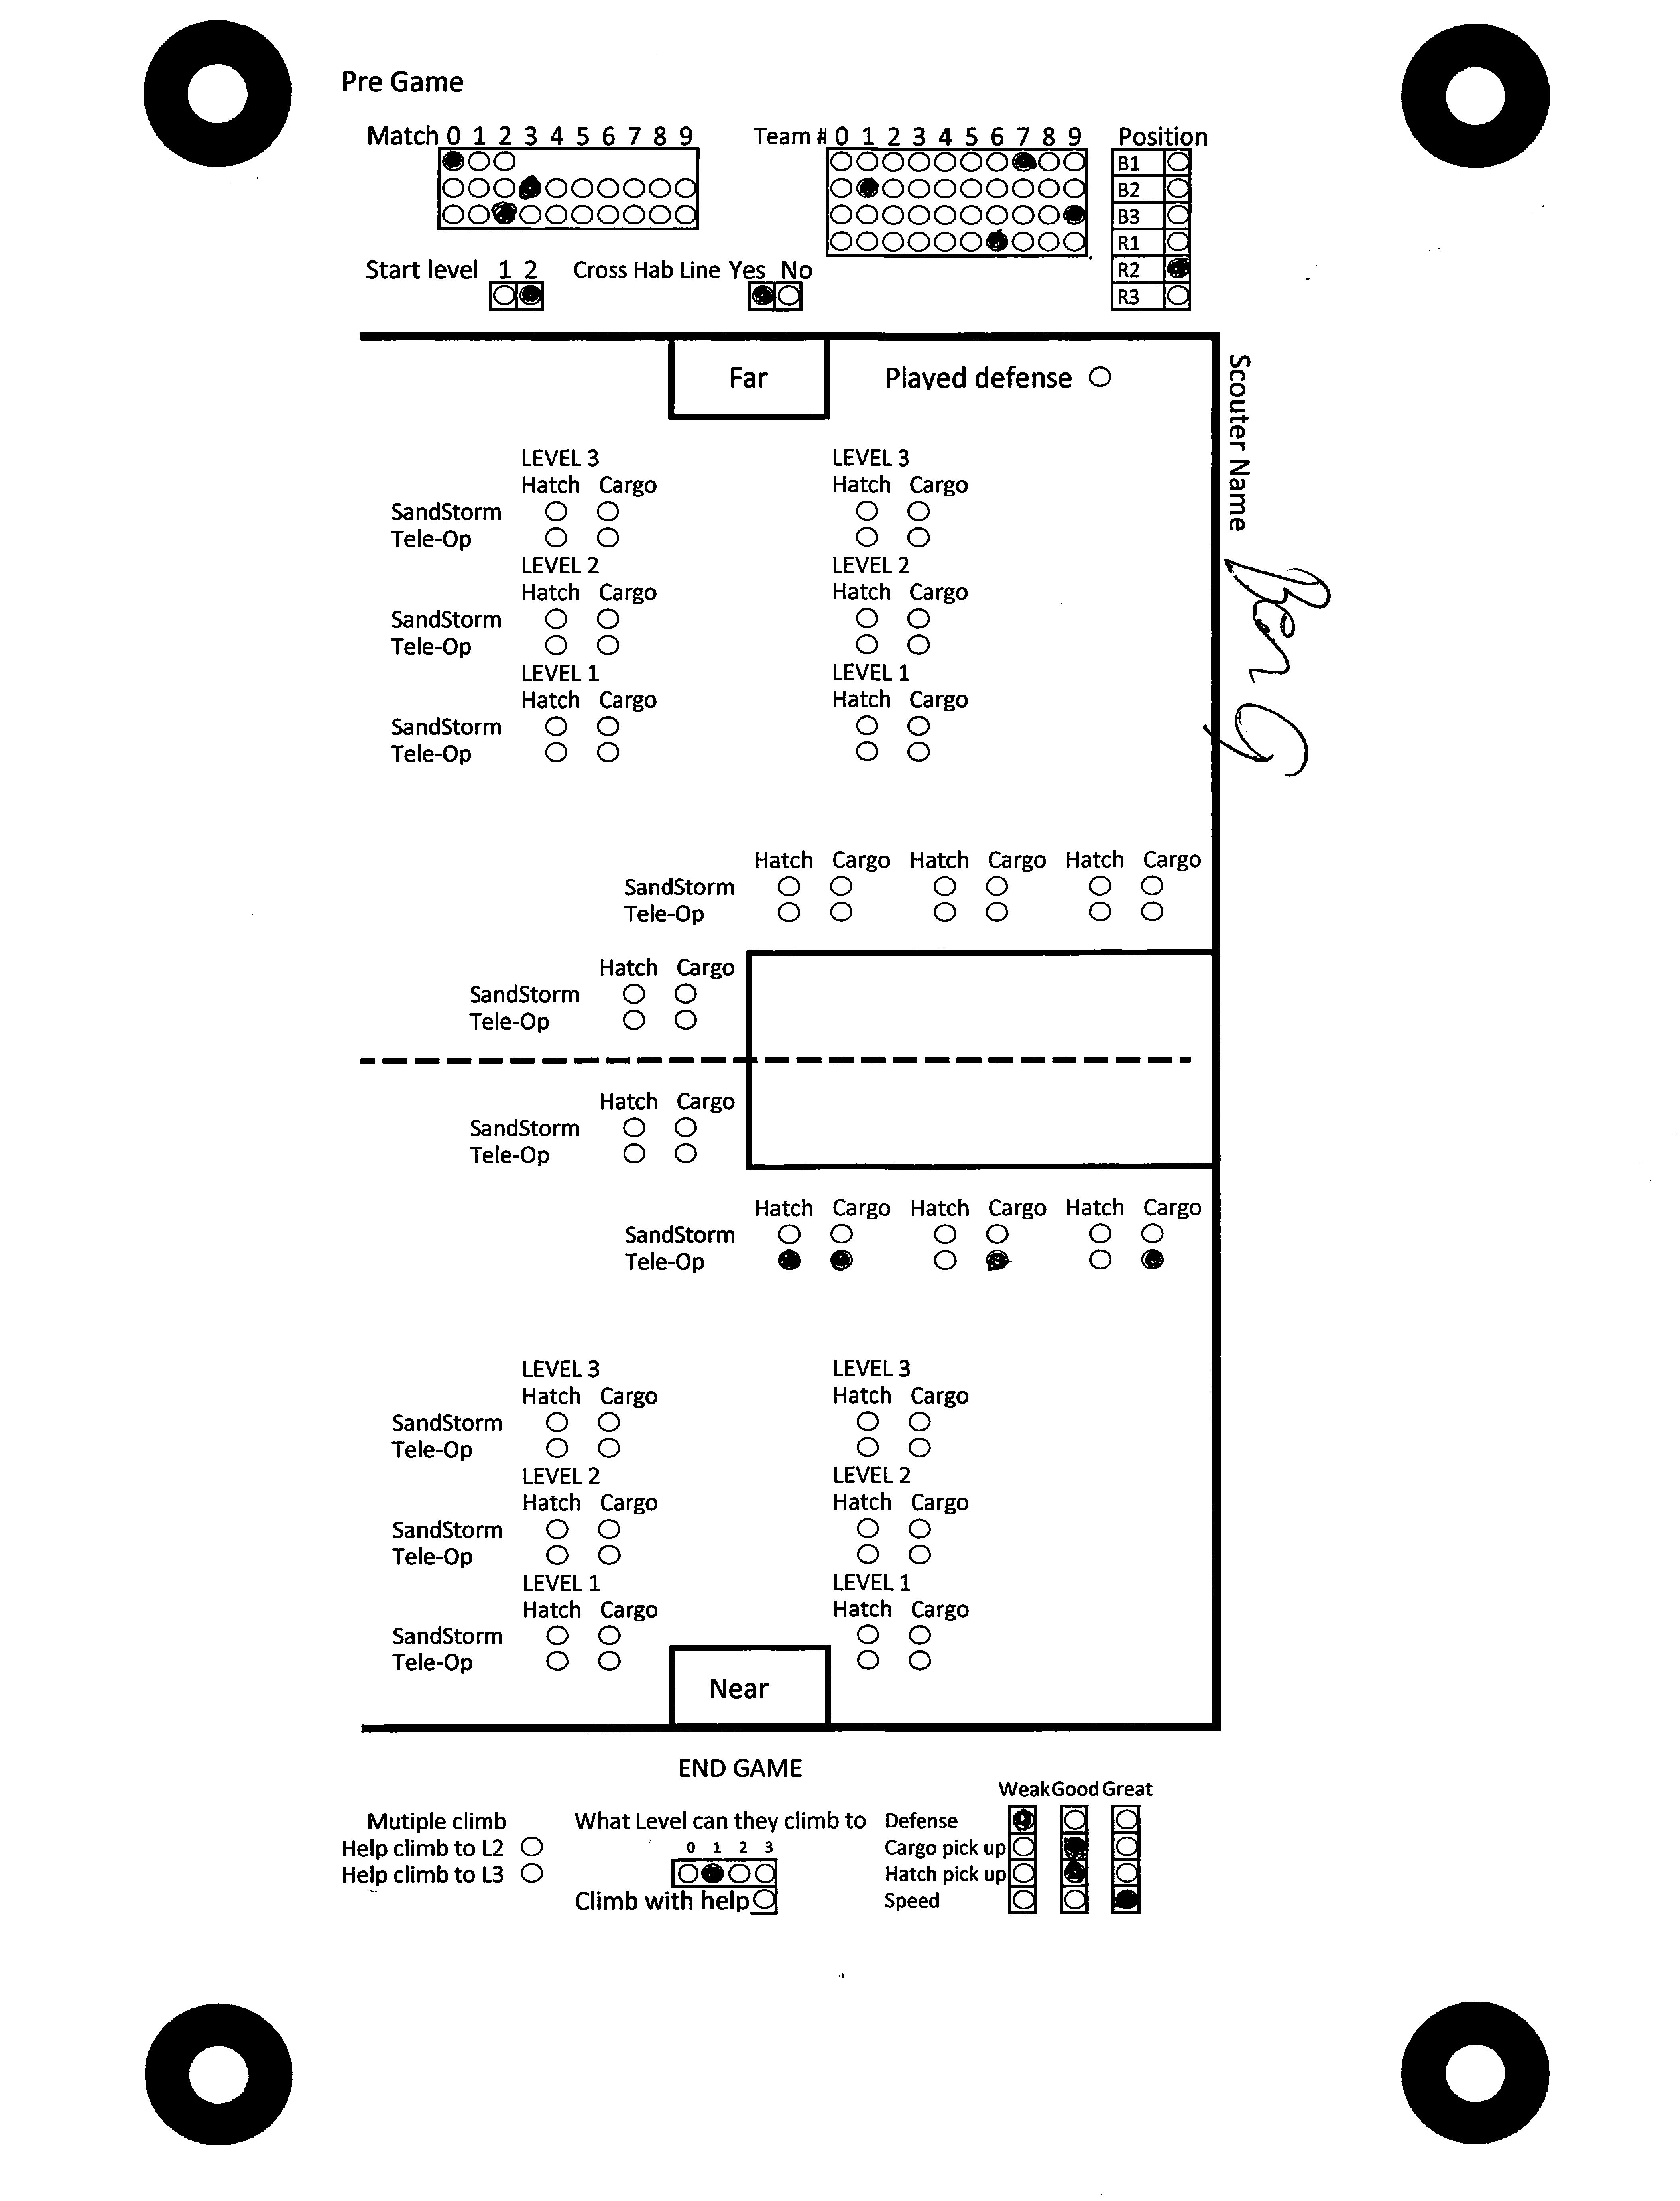 Pre Game
Match 0 1 2 3 4 5 6 7 8 9
Team # 0 1 2 3 4 5 6 7 8 9
Position
B1
B2
B3
R1
R2
R3
Start level 1 2
Cross Hab Line Yes No
Far
Played defense
Scouter Name
Ben G
LEVEL 3 LEVEL 3
Hatch Cargo Hatch Cargo
SandStorm
Tele-Op
LEVEL 2 LEVEL 2
Hatch Cargo Hatch Cargo
SandStorm
Tele-Op
LEVEL 1 LEVEL 1
Hatch Cargo Hatch Cargo
SandStorm
Tele-Op
Hatch Cargo Hatch Cargo Hatch Cargo
SandStorm
Tele-Op
Hatch Cargo
SandStorm
Tele-Op
Hatch Cargo
SandStorm
Tele-Op
Hatch Cargo Hatch Cargo Hatch Cargo
SandStorm
Tele-Op
LEVEL 3 LEVEL 3
Hatch Cargo Hatch Cargo
SandStorm
Tele-Op
LEVEL 2 LEVEL 2
Hatch Cargo Hatch Cargo
SandStorm
Tele-Op
LEVEL 1 LEVEL 1
Hatch Cargo Hatch Cargo
SandStorm
Tele-Op
Near
END GAME
Mutiple climb
Help climb to L2
Help climb to L3
What Level can they climb to
0 1 2 3
Climb with help
Weak Good Great
Defense
Cargo pick up
Hatch pick up
Speed